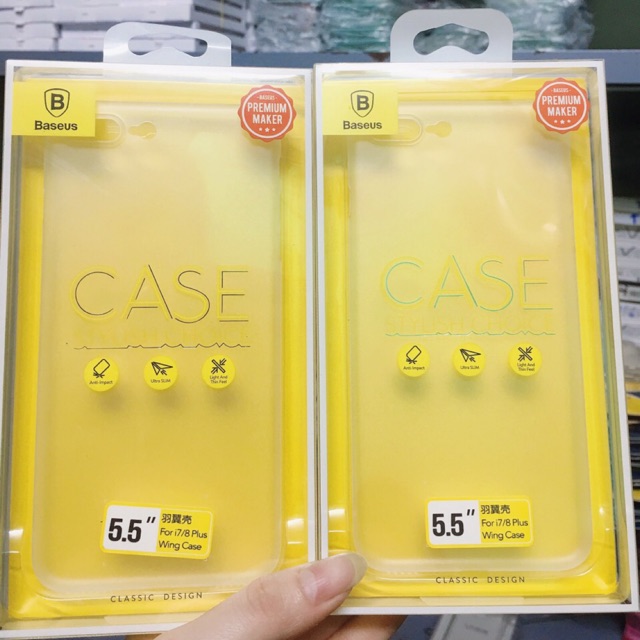 Baseus
BASEUS
PREMIUM
MAKER
CASE
Anti-Impact
Ultra SLIM
Light And
Thin Feel
5.5"
羽翼壳
For i7/8 Plus
Wing Case
CLASSIC DESIGN
Baseus
BASEUS
PREMIUM
MAKER
CASE
Anti-Impact
Ultra SLIM
Light And
Thin Feel
5.5"
羽翼壳
For i7/8 Plus
Wing Case
CLASSIC DESIGN